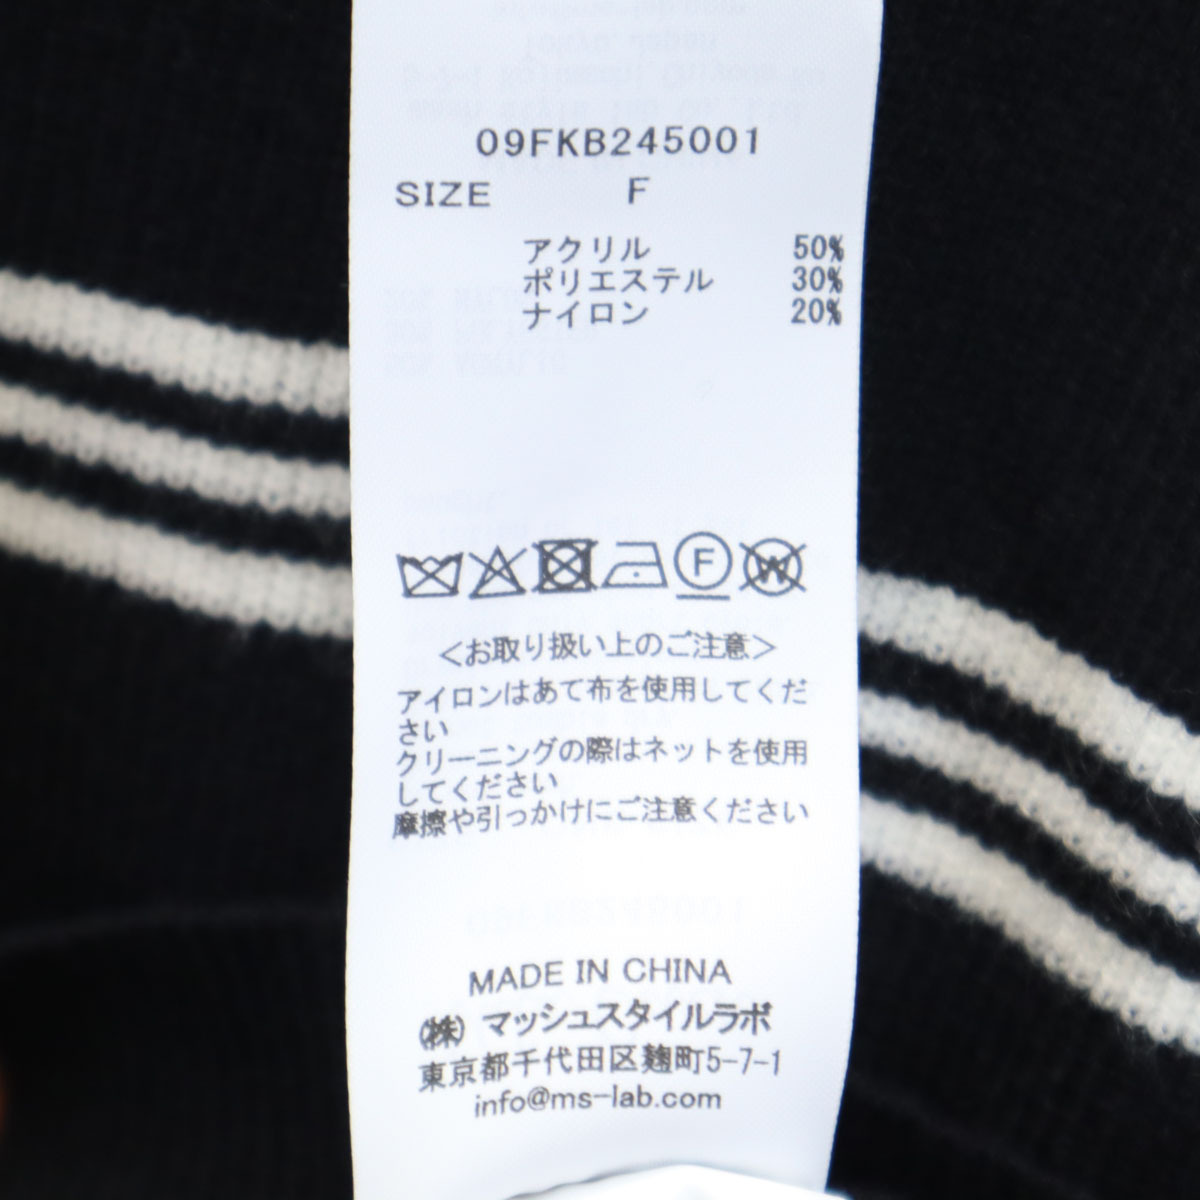 09FKB245001
SIZE F
アクリル 50%
ポリエステル 30%
ナイロン 20%
F W
<お取り扱い上のご注意>
アイロンはあて布を使用してくだ
さい
クリーニングの際はネットを使用
してください
摩擦や引っかけにご注意ください
MADE IN CHINA
(株) マッシュスタイルラボ
東京都千代田区麹町5-7-1
info@ms-lab.com